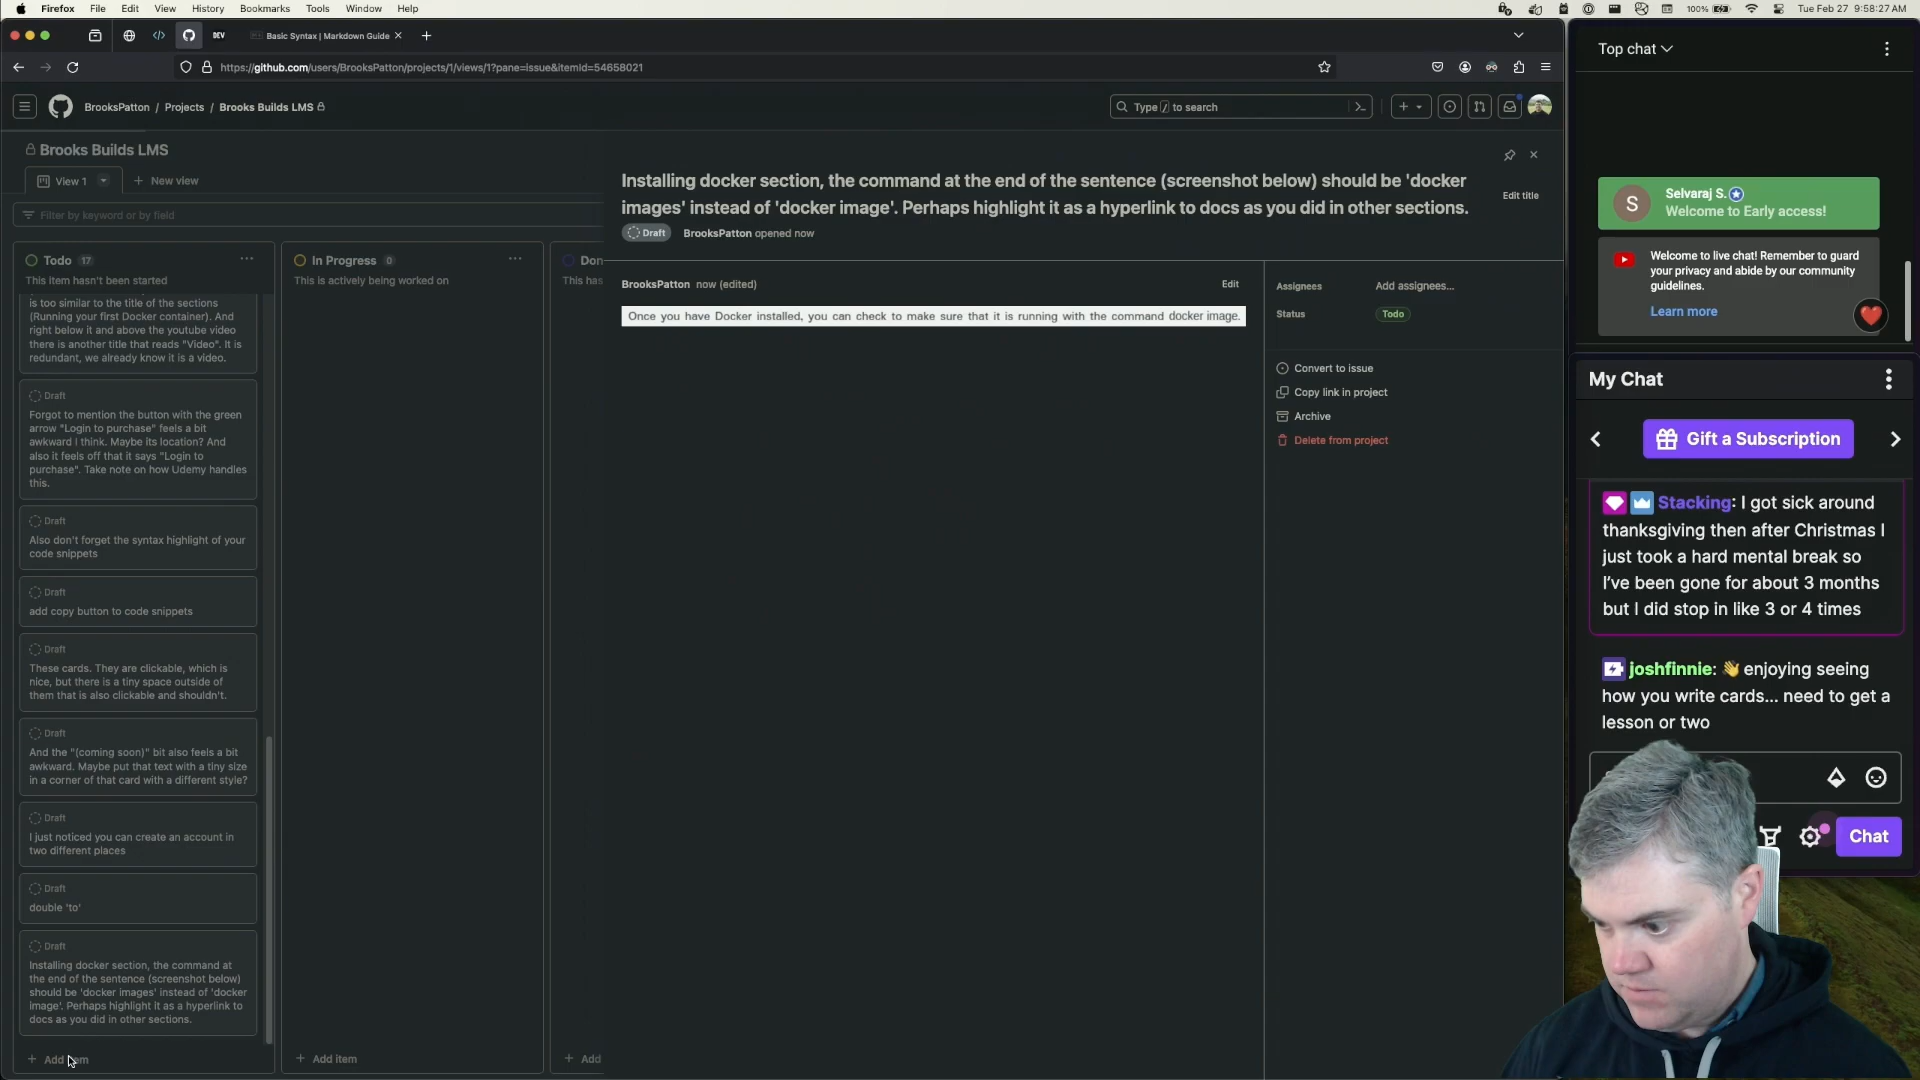 Firefox File Edit View History Bookmarks Tools Window Help
100% Tue Feb 27 9:58:27 AM
DEV Basic Syntax | Markdown Guide
https://github.com/users/BrooksPatton/projects/1/views/1?pane=issue&itemId=54658021
BrooksPatton / Projects / Brooks Builds LMS
Type / to search
Brooks Builds LMS
View 1
New view
Filter by keyword or by field
Todo 17
This item hasn't been started
is too similar to the title of the sections
(Running your first Docker container). And
right below it and above the youtube video
there is another title that reads "Video". It is
redundant, we already know it is a video.
Draft
Forgot to mention the button with the green
arrow "Login to purchase" feels a bit
awkward I think. Maybe its location? And
also it feels off that it says "Login to
purchase". Take note on how Udemy handles
this.
Draft
Also don't forget the syntax highlight of your
code snippets
Draft
add copy button to code snippets
Draft
These cards. They are clickable, which is
nice, but there is a tiny space outside of
them that is also clickable and shouldn't.
Draft
And the "(coming soon)" bit also feels a bit
awkward. Maybe put that text with a tiny size
in a corner of that card with a different style?
Draft
I just noticed you can create an account in
two different places
Draft
double 'to'
Draft
Installing docker section, the command at
the end of the sentence (screenshot below)
should be 'docker images' instead of 'docker
image'. Perhaps highlight it as a hyperlink to
docs as you did in other sections.
+ Add item
In Progress 0
This is actively being worked on
+ Add item
Don
This has
+ Add
Installing docker section, the command at the end of the sentence (screenshot below) should be 'docker
images' instead of 'docker image'. Perhaps highlight it as a hyperlink to docs as you did in other sections.
Edit title
Draft
BrooksPatton opened now
BrooksPatton now (edited)
Edit
Once you have Docker installed, you can check to make sure that it is running with the command docker image.
Assignees
Add assignees...
Status
Todo
Convert to issue
Copy link in project
Archive
Delete from project
Top chat
S
Selvaraj S.
Welcome to Early access!
Welcome to live chat! Remember to guard
your privacy and abide by our community
guidelines.
Learn more
My Chat
Gift a Subscription
Stacking: I got sick around
thanksgiving then after Christmas I
just took a hard mental break so
I've been gone for about 3 months
but I did stop in like 3 or 4 times
joshfinnie: 👋 enjoying seeing
how you write cards... need to get a
lesson or two
Chat